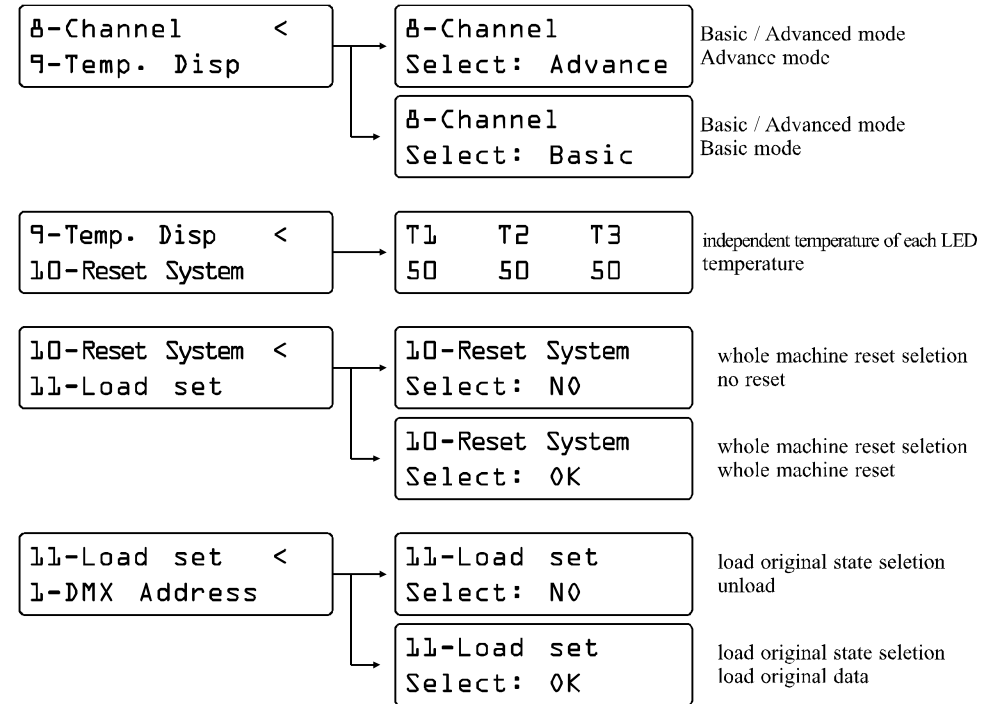 8-Channel <
9-Temp. Disp
8-Channel
Select: Advance
Basic / Advanced mode
Advance mode
8-Channel
Select: Basic
Basic / Advanced mode
Basic mode
9-Temp. Disp <
10-Reset System
T1 T2 T3
50 50 50
independent temperature of each LED
temperature
10-Reset System <
11-Load set
10-Reset System
Select: NO
whole machine reset seletion
no reset
10-Reset System
Select: OK
whole machine reset seletion
whole machine reset
11-Load set <
1-DMX Address
11-Load set
Select: NO
load original state seletion
unload
11-Load set
Select: OK
load original state seletion
load original data